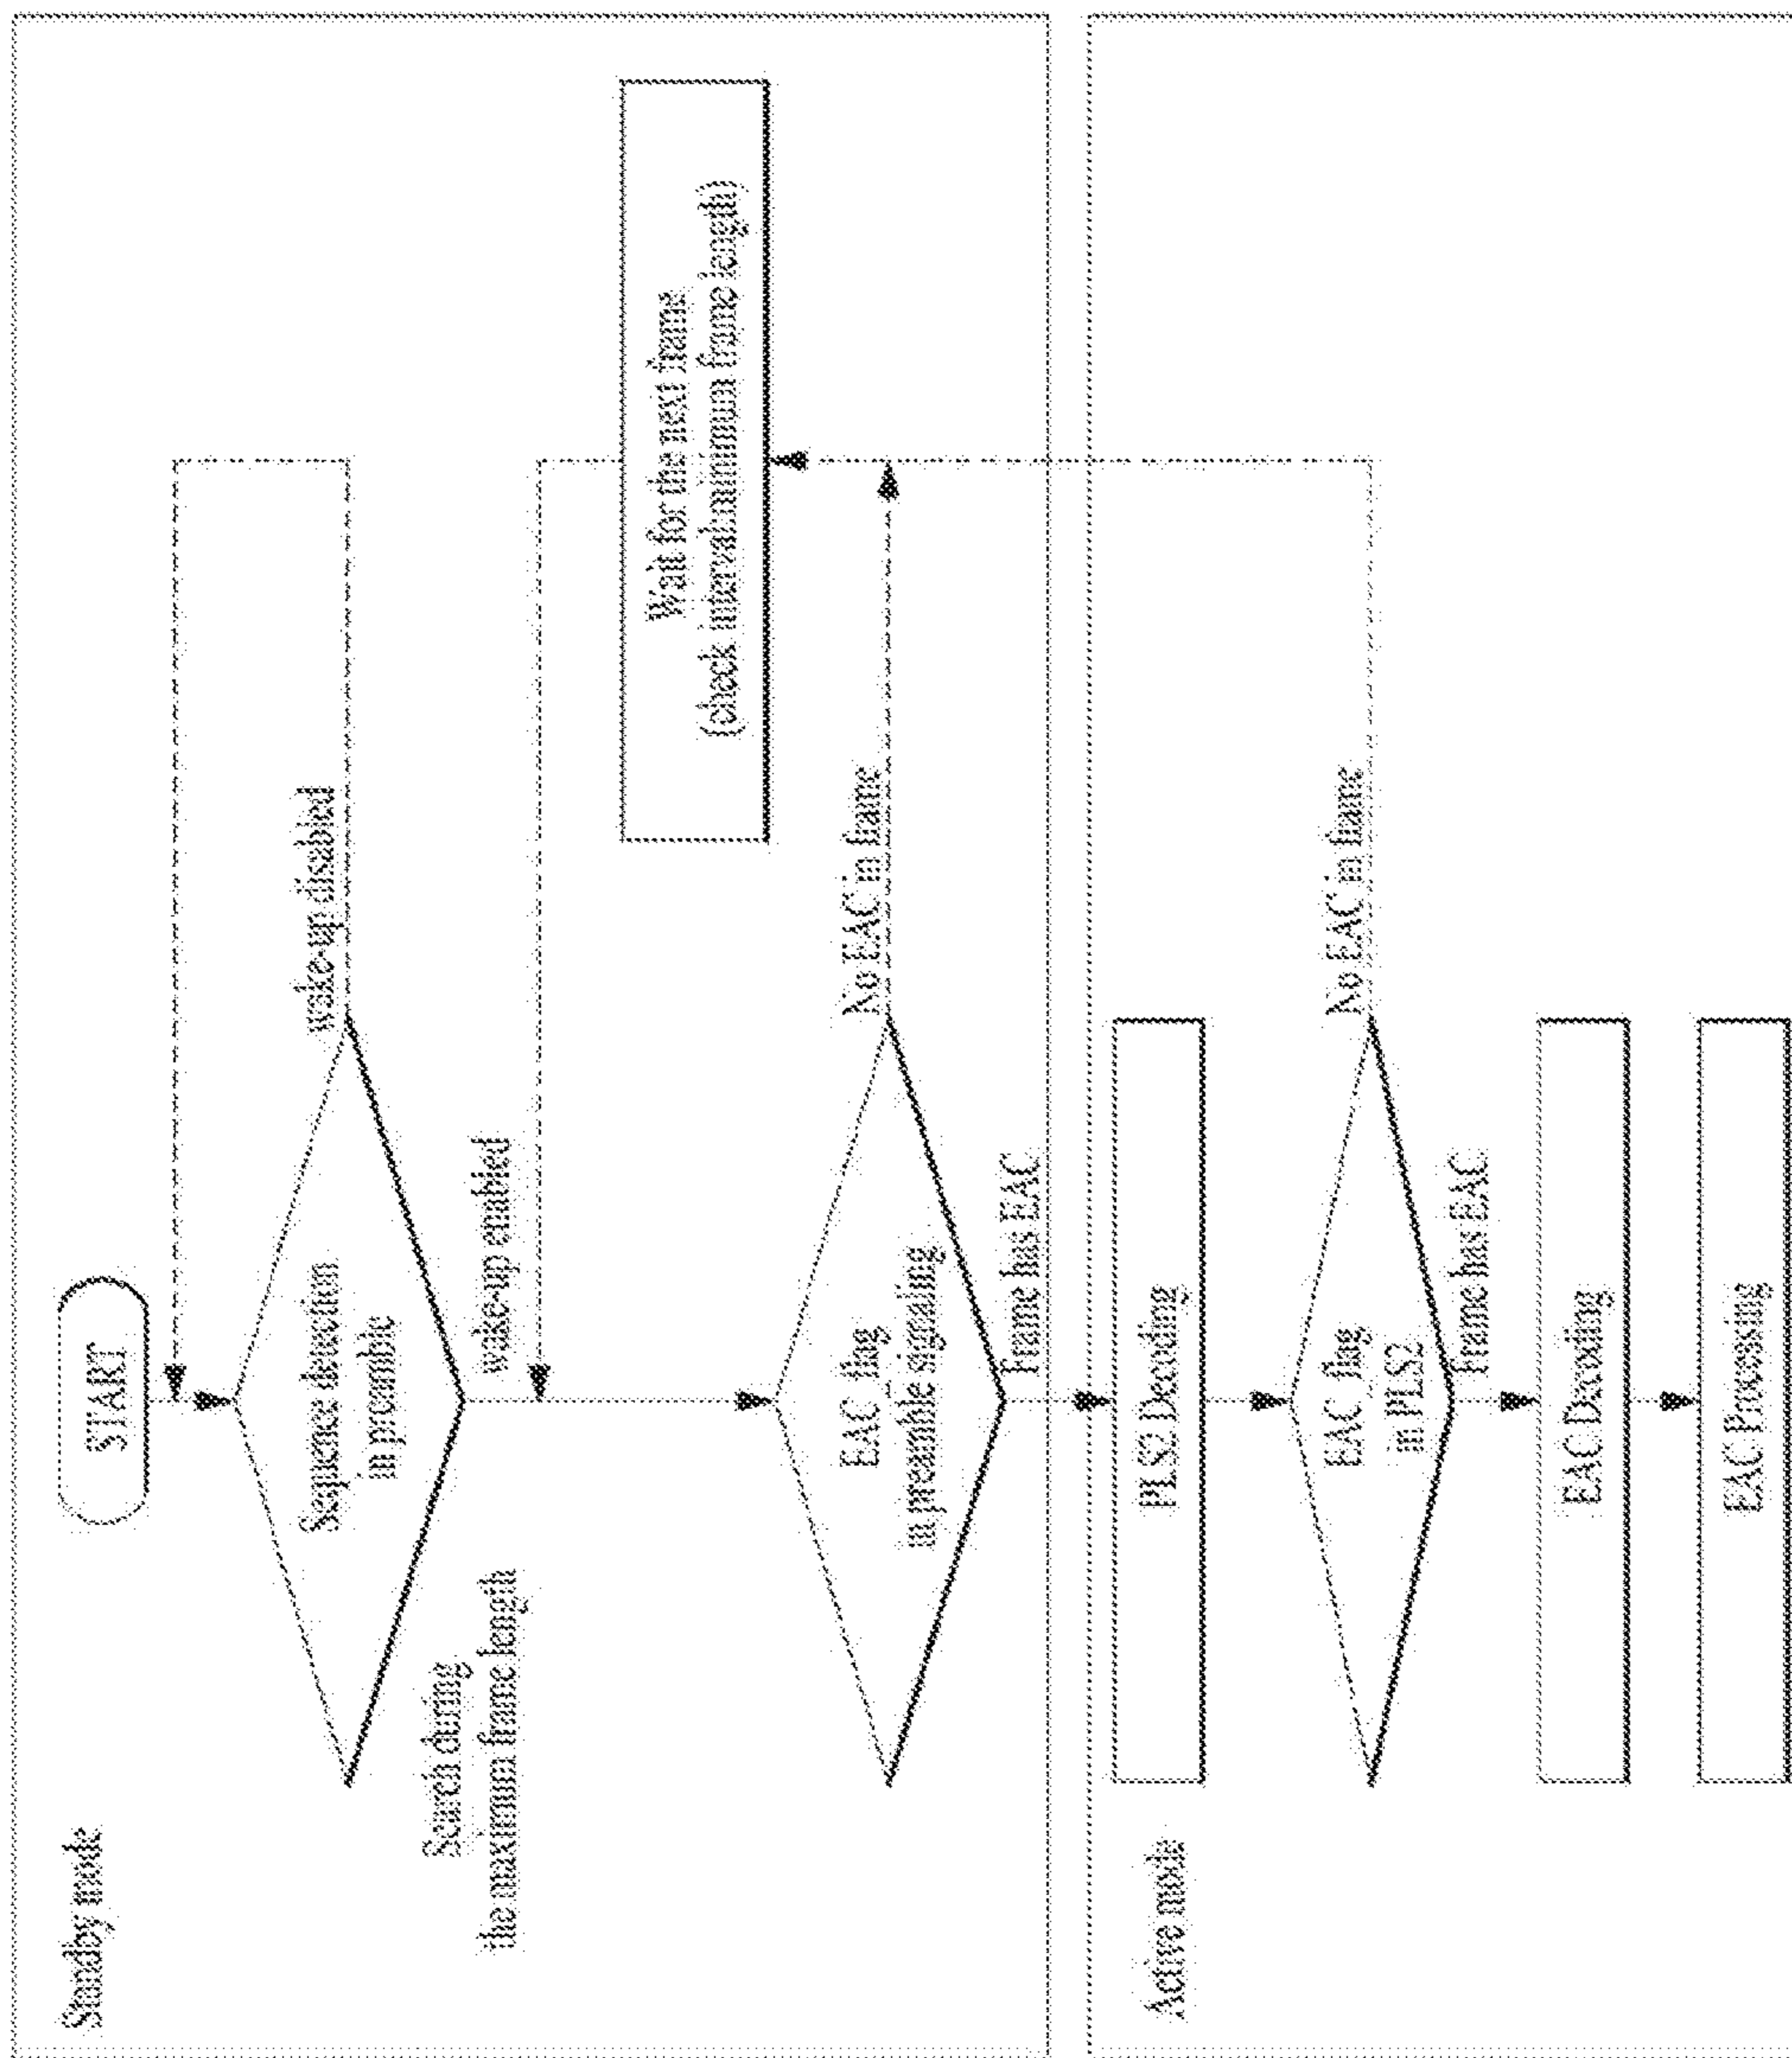 Standby mode
START
Sequence detection
in preamble
wake-up disabled
Search during
the maximum frame length
wake-up enabled
Wait for the next frame
(check interval:minimum frame length)
EAC_flag
in preamble signaling
No EAC in frame
Frame has EAC
Active mode
PLS2 Decoding
EAC_flag
in PLS2
No EAC in frame
Frame has EAC
EAC Decoding
EAC Processing